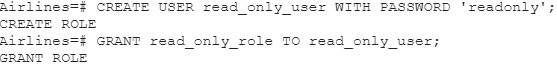 Airlines=# CREATE USER read_only_user WITH PASSWORD 'readonly';
CREATE ROLE
Airlines=# GRANT read_only_role TO read_only_user;
GRANT ROLE